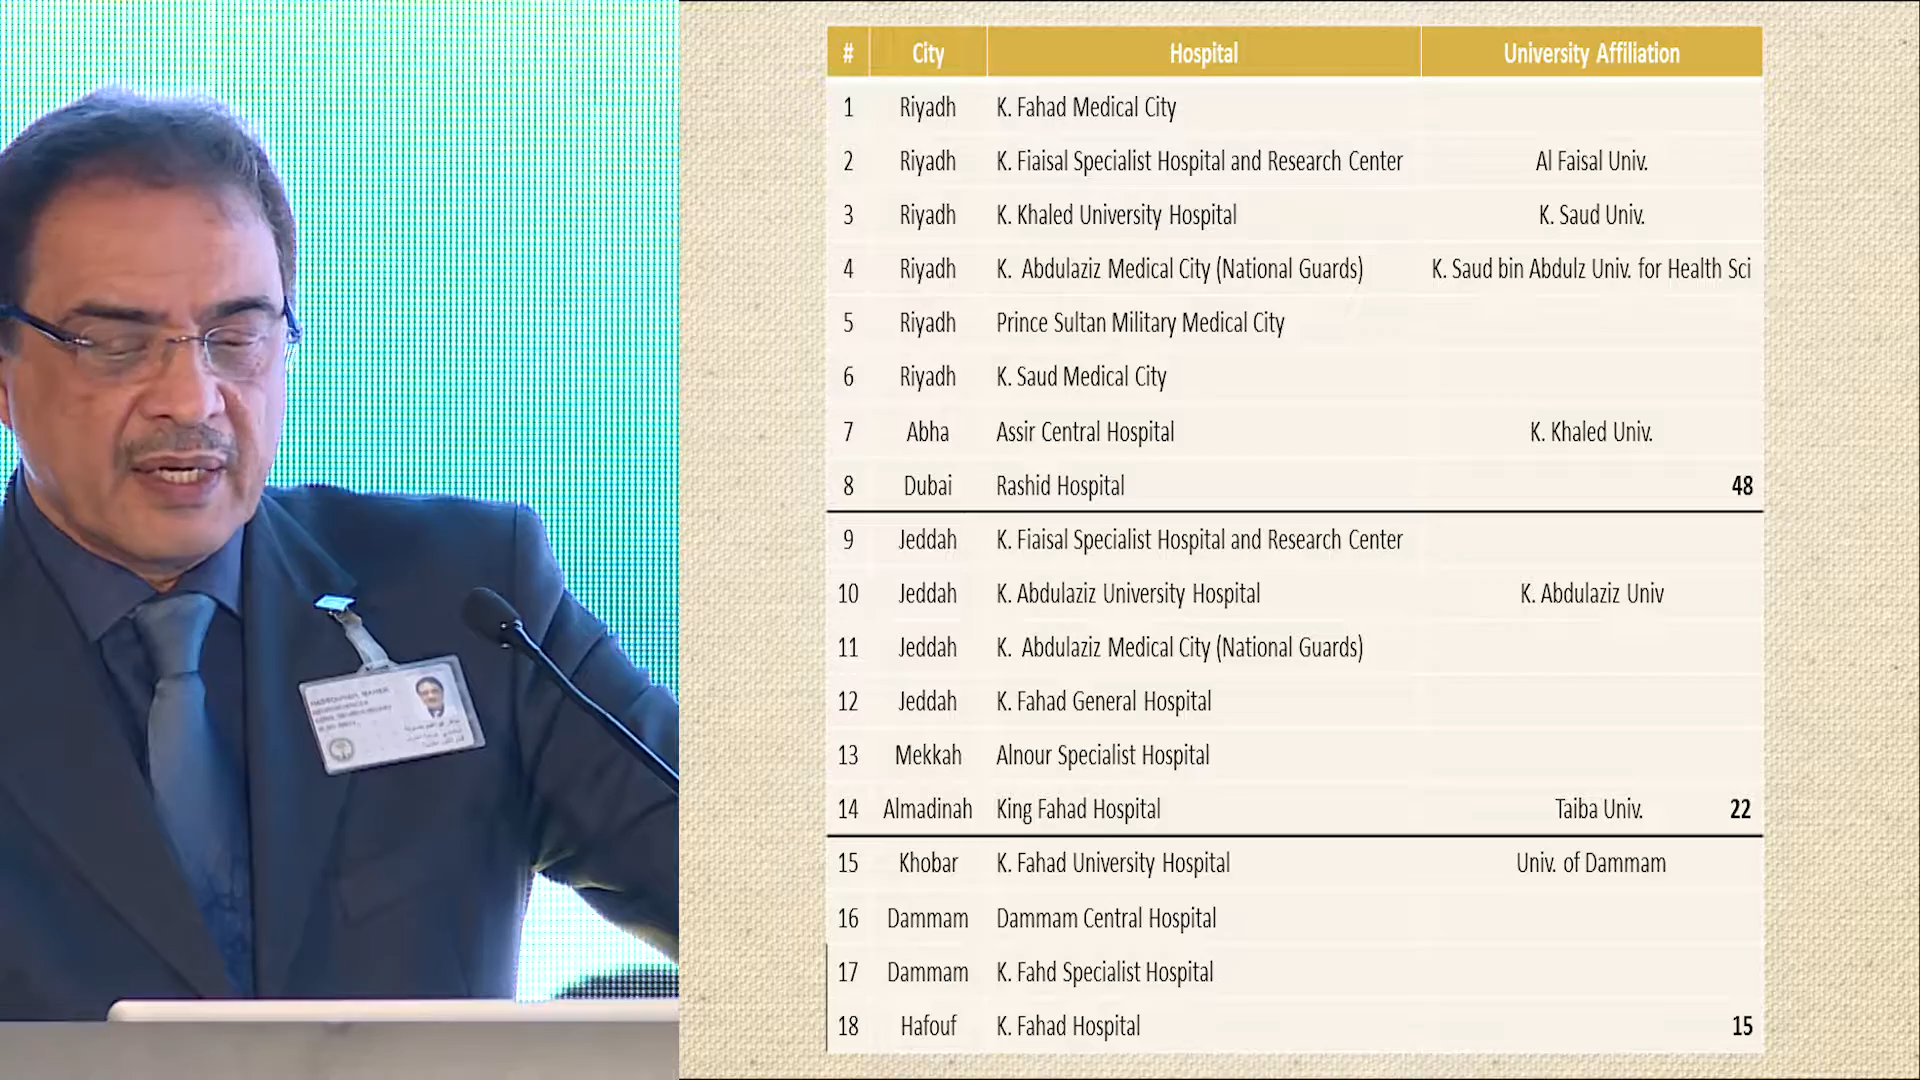 # City Hospital University Affiliation
1 Riyadh K. Fahad Medical City
2 Riyadh K. Fiaisal Specialist Hospital and Research Center Al Faisal Univ.
3 Riyadh K. Khaled University Hospital K. Saud Univ.
4 Riyadh K. Abdulaziz Medical City (National Guards) K. Saud bin Abdulz Univ. for Health Sci
5 Riyadh Prince Sultan Military Medical City
6 Riyadh K. Saud Medical City
7 Abha Assir Central Hospital K. Khaled Univ.
8 Dubai Rashid Hospital 48
9 Jeddah K. Fiaisal Specialist Hospital and Research Center
10 Jeddah K. Abdulaziz University Hospital K. Abdulaziz Univ
11 Jeddah K. Abdulaziz Medical City (National Guards)
12 Jeddah K. Fahad General Hospital
13 Mekkah Alnour Specialist Hospital
14 Almadinah King Fahad Hospital Taiba Univ. 22
15 Khobar K. Fahad University Hospital Univ. of Dammam
16 Dammam Dammam Central Hospital
17 Dammam K. Fahd Specialist Hospital
18 Hafouf K. Fahad Hospital 15